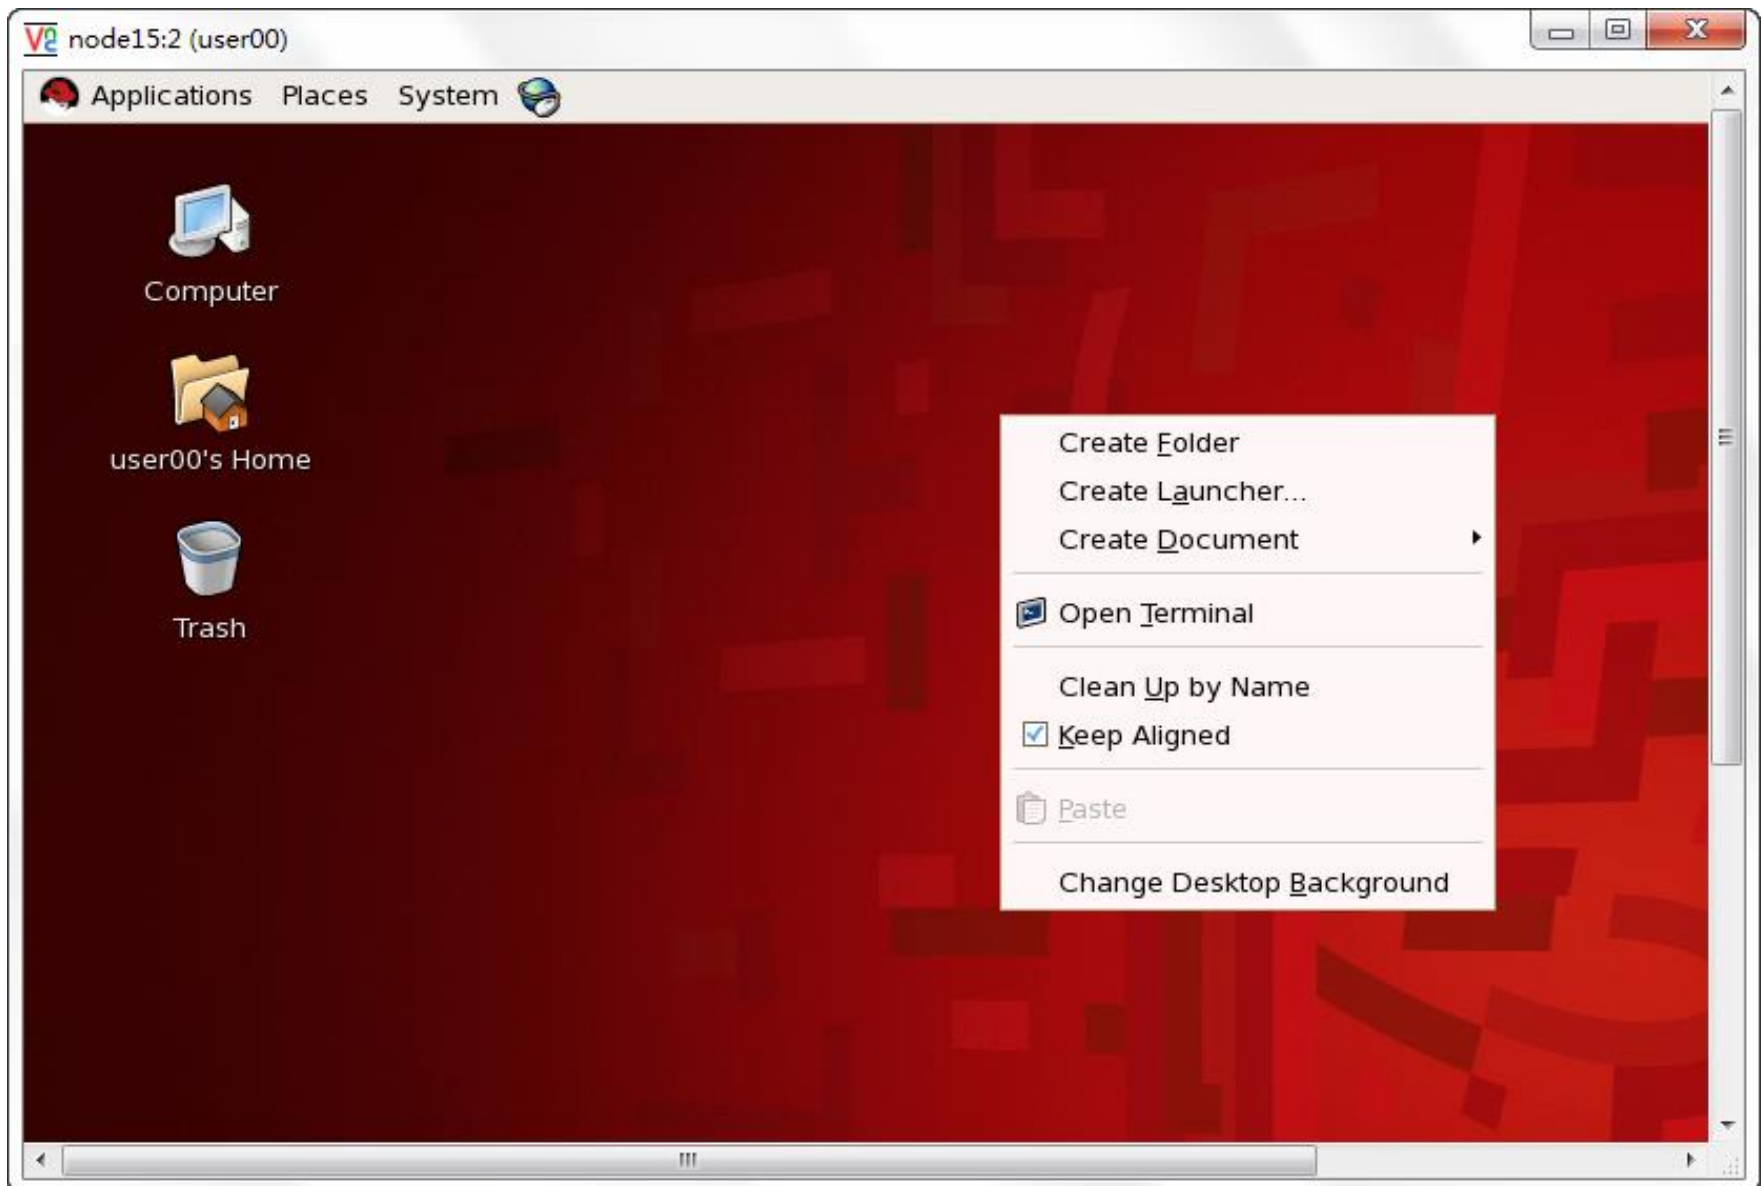 node15:2 (user00)
Applications Places System
Computer
user00's Home
Trash
Create Folder
Create Launcher...
Create Document
Open Terminal
Clean Up by Name
Keep Aligned
Paste
Change Desktop Background